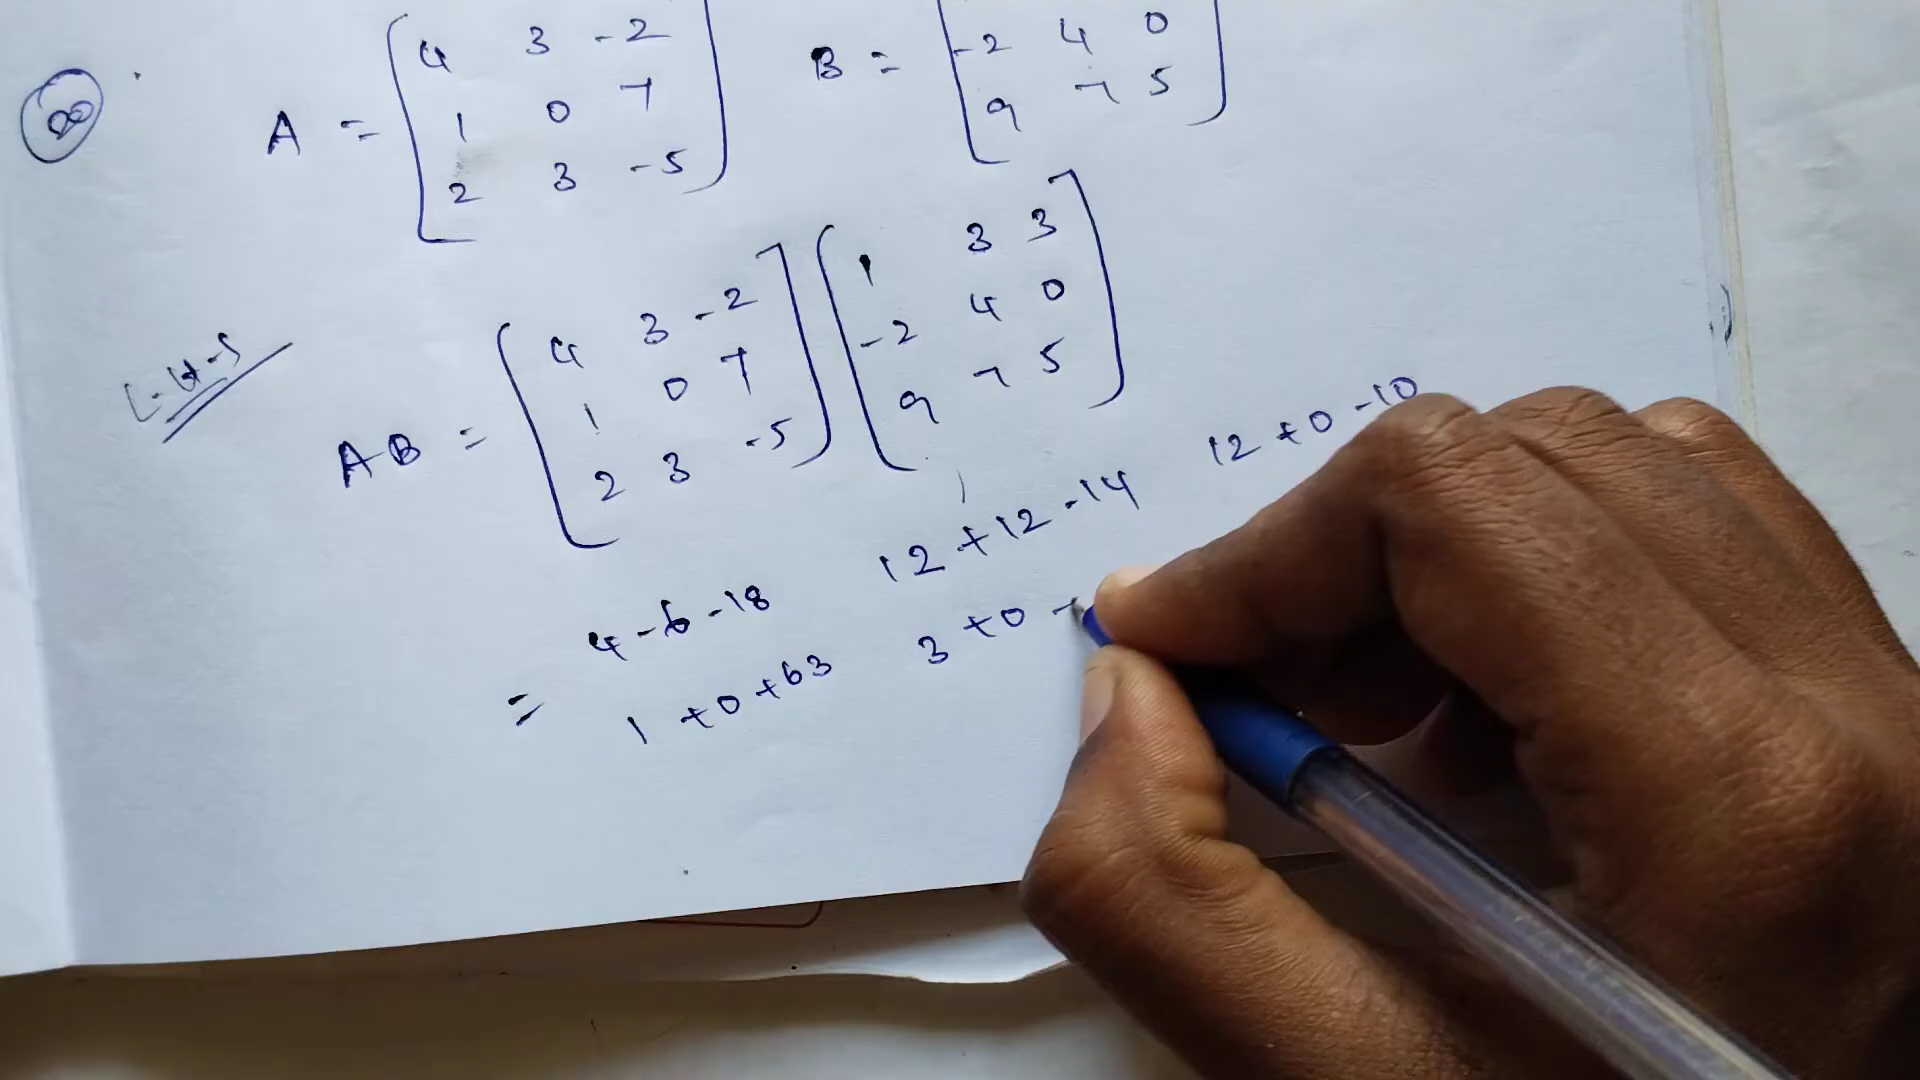 4 3 -2
A = 1 0 7
2 3 -5
B = -2 4 0
9 7 5
L-H-S
AB = 4 3 -2 1 3 3
1 0 7 -2 4 0
2 3 -5 9 7 5
= 4-6-18 12+12-14 12+0-10
1+0+63 3+0